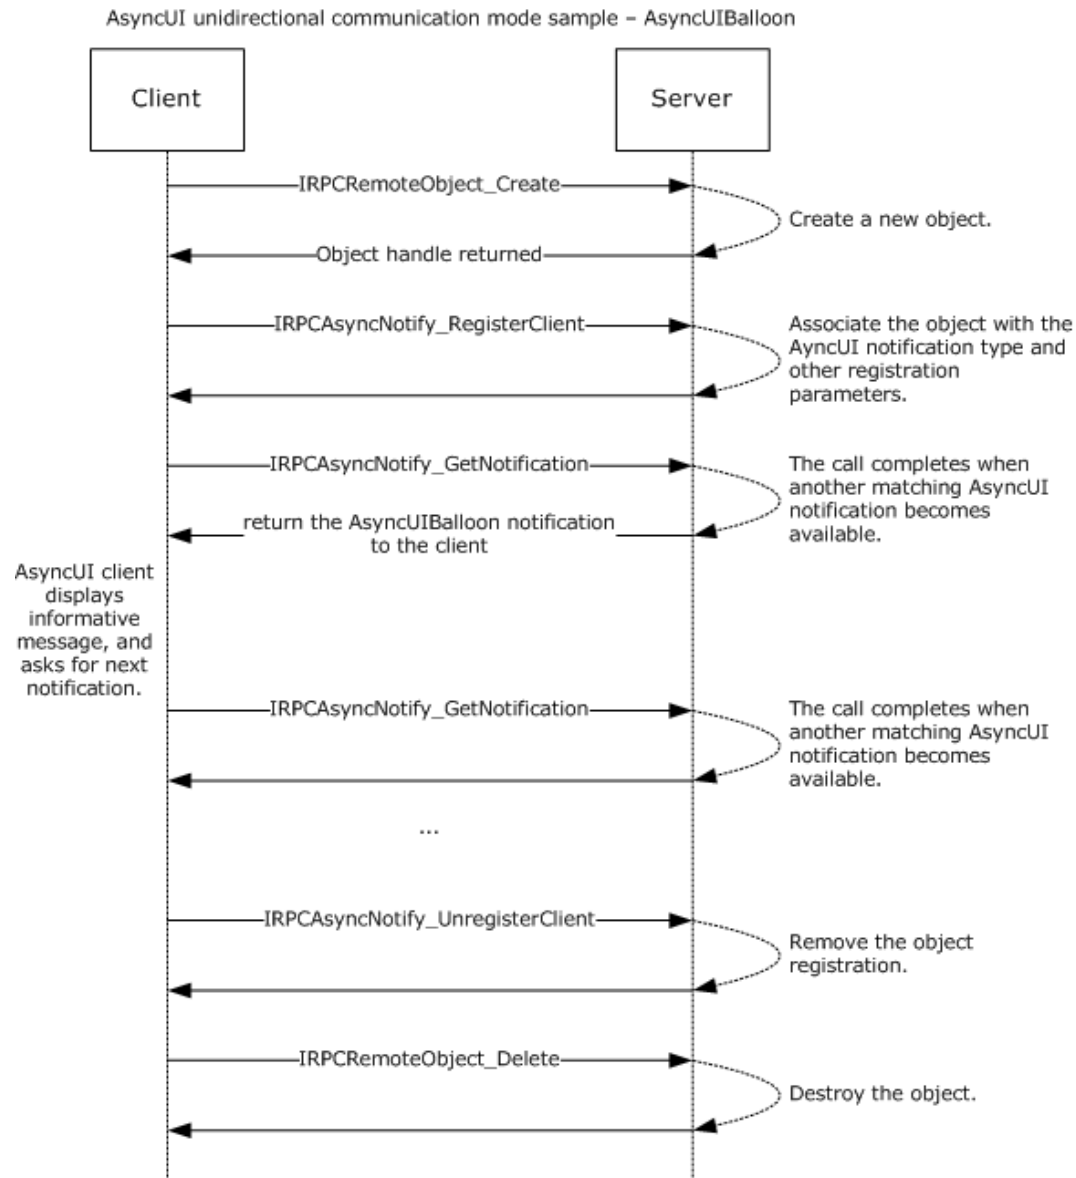 AsyncUI unidirectional communication mode sample – AsyncUIBalloon
Client
Server
IRPCRemoteObject_Create
Create a new object.
Object handle returned
IRPCAsyncNotify_RegisterClient
Associate the object with the
AyncUI notification type and
other registration
parameters.
IRPCAsyncNotify_GetNotification
The call completes when
another matching AsyncUI
notification becomes
available.
return the AsyncUIBalloon notification
to the client
AsyncUI client
displays
informative
message, and
asks for next
notification.
IRPCAsyncNotify_GetNotification
The call completes when
another matching AsyncUI
notification becomes
available.
...
IRPCAsyncNotify_UnregisterClient
Remove the object
registration.
IRPCRemoteObject_Delete
Destroy the object.